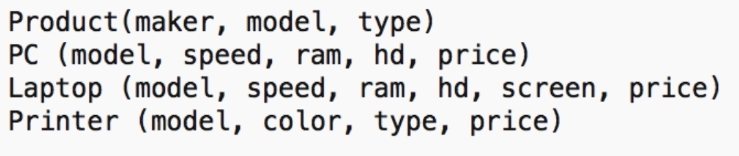 Product(maker, model, type)
PC (model, speed, ram, hd, price)
Laptop (model, speed, ram, hd, screen, price)
Printer (model, color, type, price)